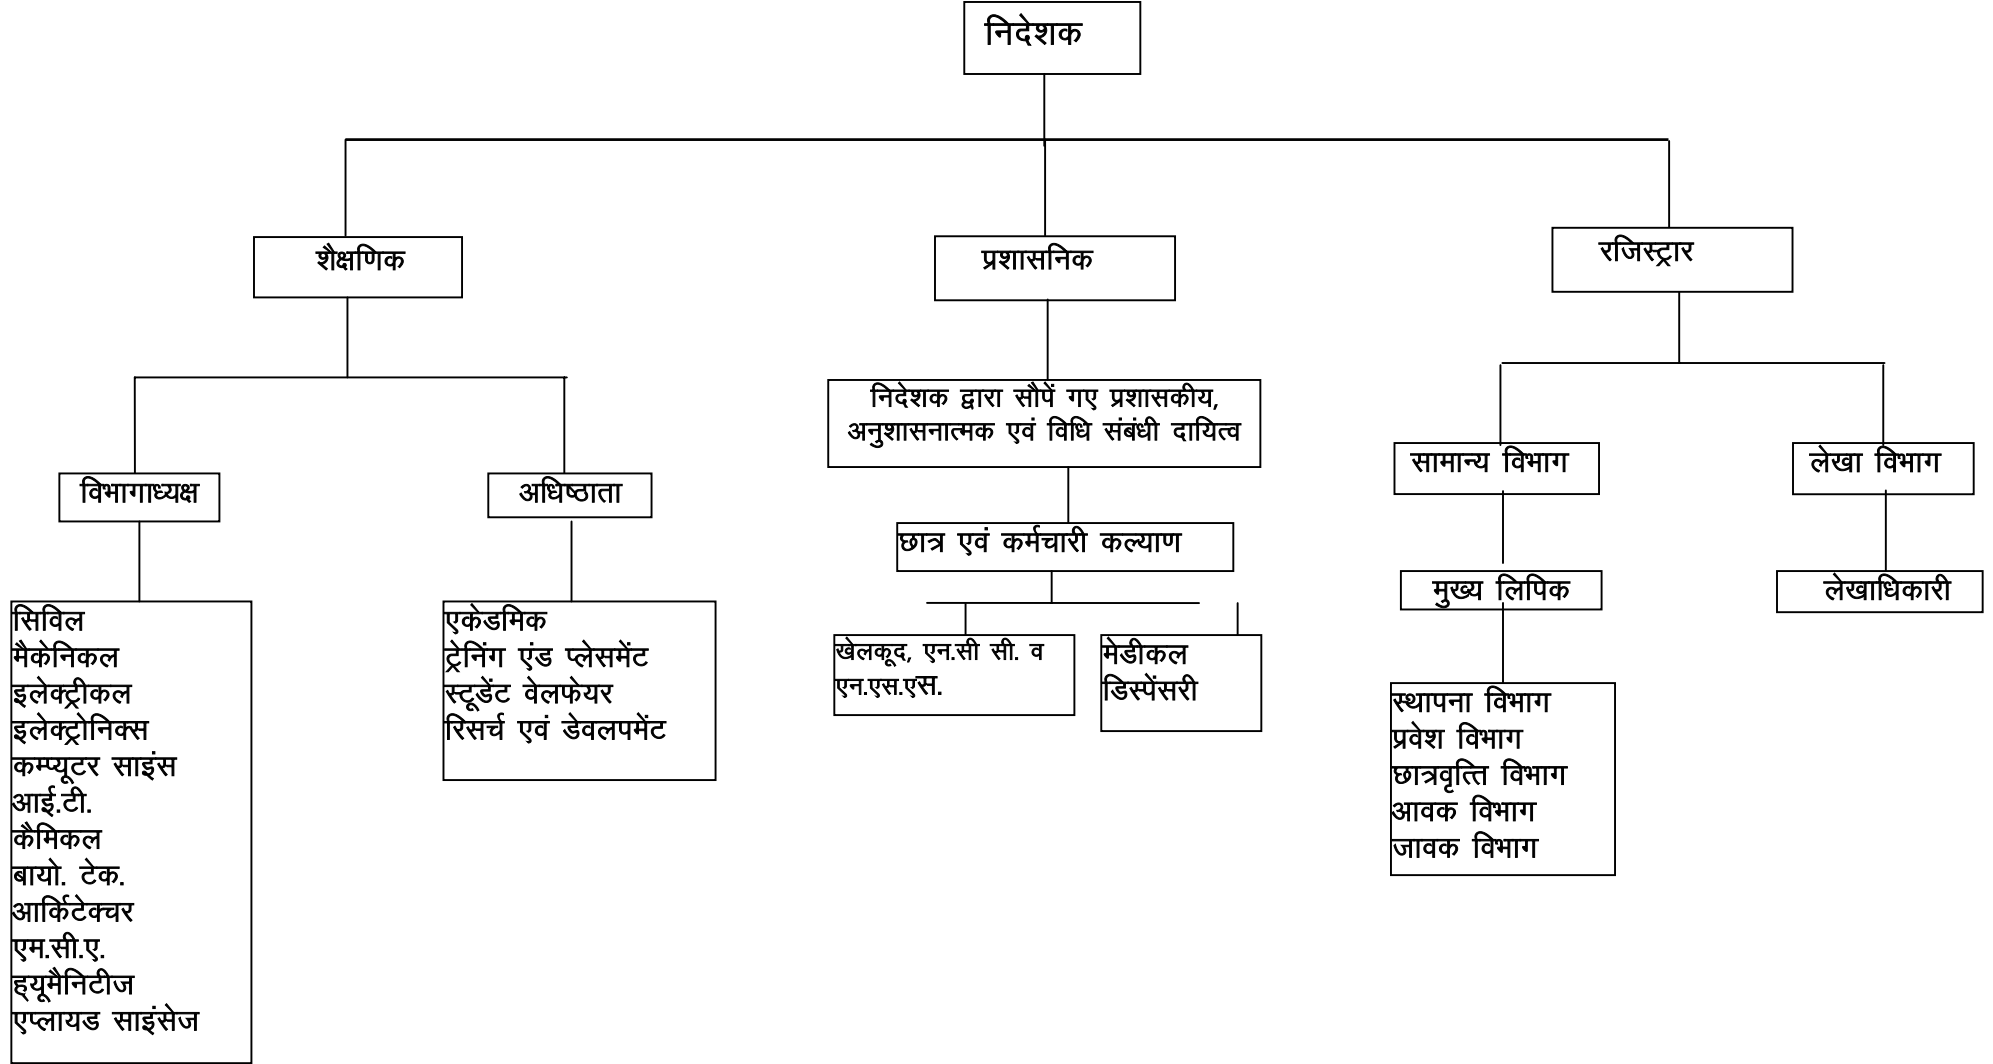 निदेशक
शैक्षणिक
प्रशासनिक
रजिस्ट्रार
निदेशक द्वारा सौपें गए प्रशासकीय,
अनुशासनात्मक एवं विधि संबंधी दायित्व
विभागाध्यक्ष
अधिष्ठाता
सामान्य विभाग
लेखा विभाग
छात्र एवं कर्मचारी कल्याण
मुख्य लिपिक
लेखाधिकारी
सिविल
मैकेनिकल
इलेक्ट्रीकल
इलेक्ट्रोनिक्स
कम्प्यूटर साइंस
आई.टी.
कैमिकल
बायो. टेक.
आर्किटेक्चर
एम.सी.ए.
ह्यूमैनिटीज
एप्लायड साइंसेज
एकेडमिक
ट्रेनिंग एंड प्लेसमेंट
स्टूडेंट वेलफेयर
रिसर्च एवं डेवलपमेंट
खेलकूद, एन.सी सी. व
एन.एस.एस.
मेडीकल
डिस्पेंसरी
स्थापना विभाग
प्रवेश विभाग
छात्रवृत्ति विभाग
आवक विभाग
जावक विभाग